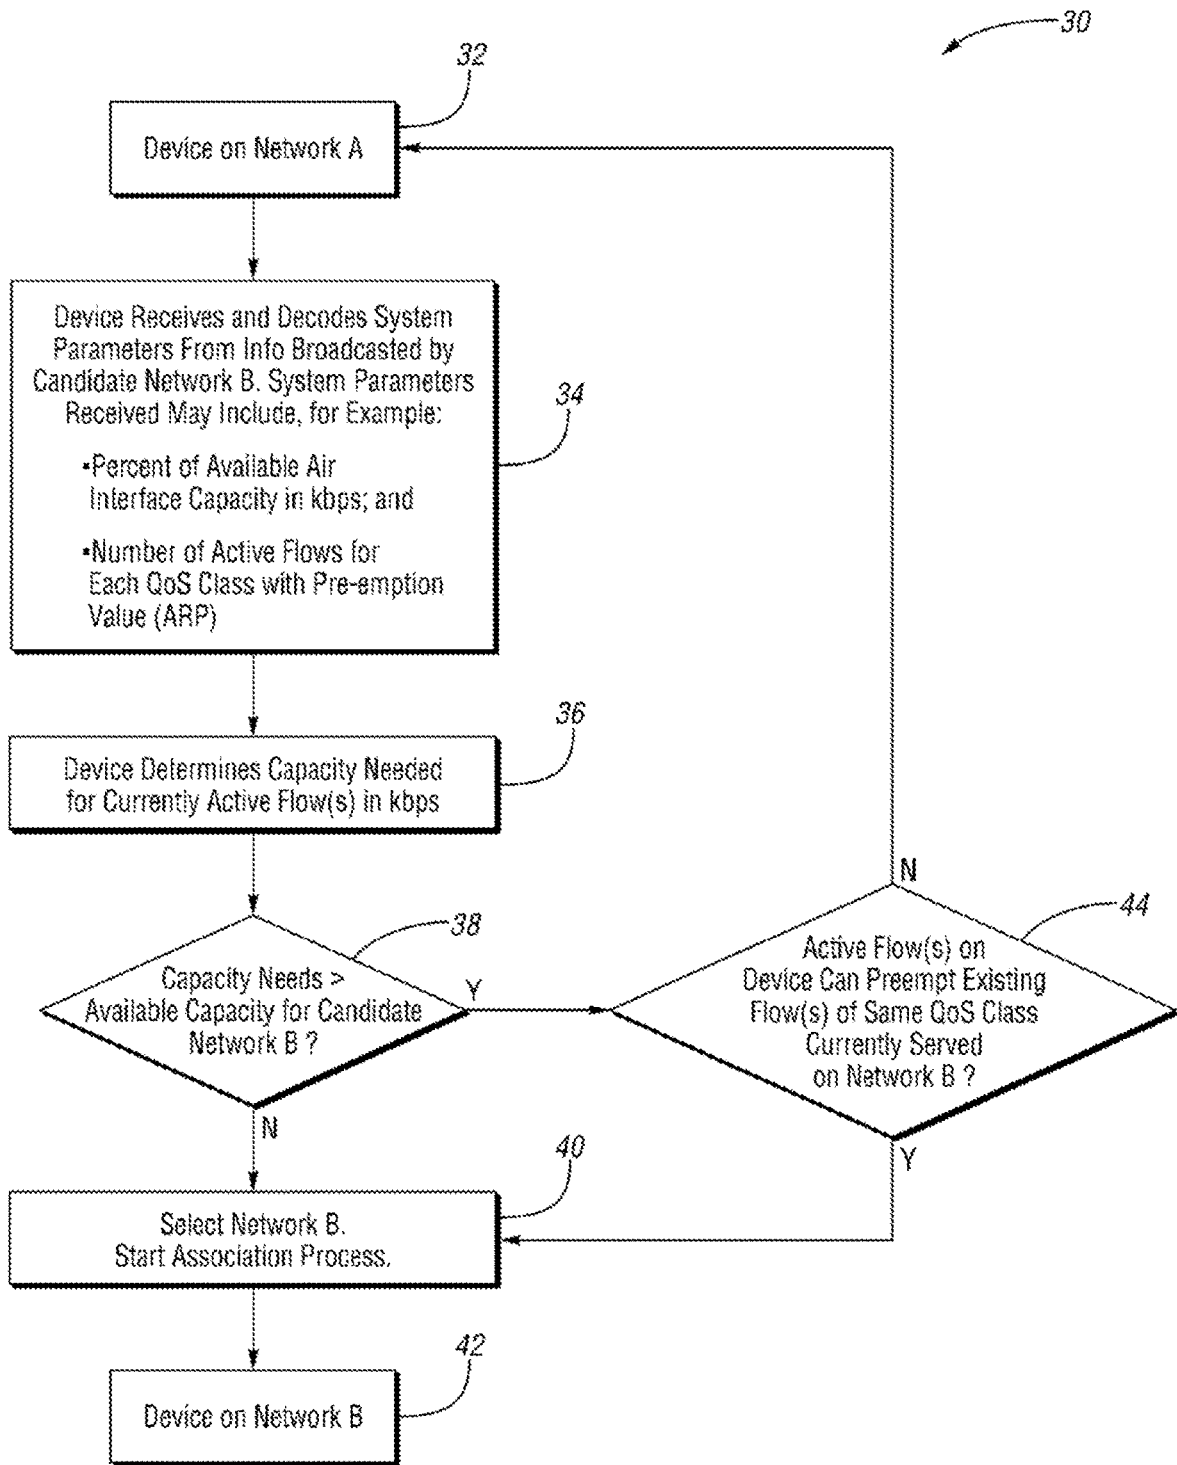 30
32
Device on Network A
Device Receives and Decodes System
Parameters From Info Broadcasted by
Candidate Network B. System Parameters
Received May Include, for Example:
▪Percent of Available Air
Interface Capacity in kbps; and
▪Number of Active Flows for
Each QoS Class with Pre-emption
Value (ARP)
34
36
Device Determines Capacity Needed
for Currently Active Flow(s) in kbps
38
Capacity Needs >
Available Capacity for Candidate
Network B ?
Y
N
N
44
Active Flow(s) on
Device Can Preempt Existing
Flow(s) of Same QoS Class
Currently Served
on Network B ?
Y
40
Select Network B.
Start Association Process.
42
Device on Network B